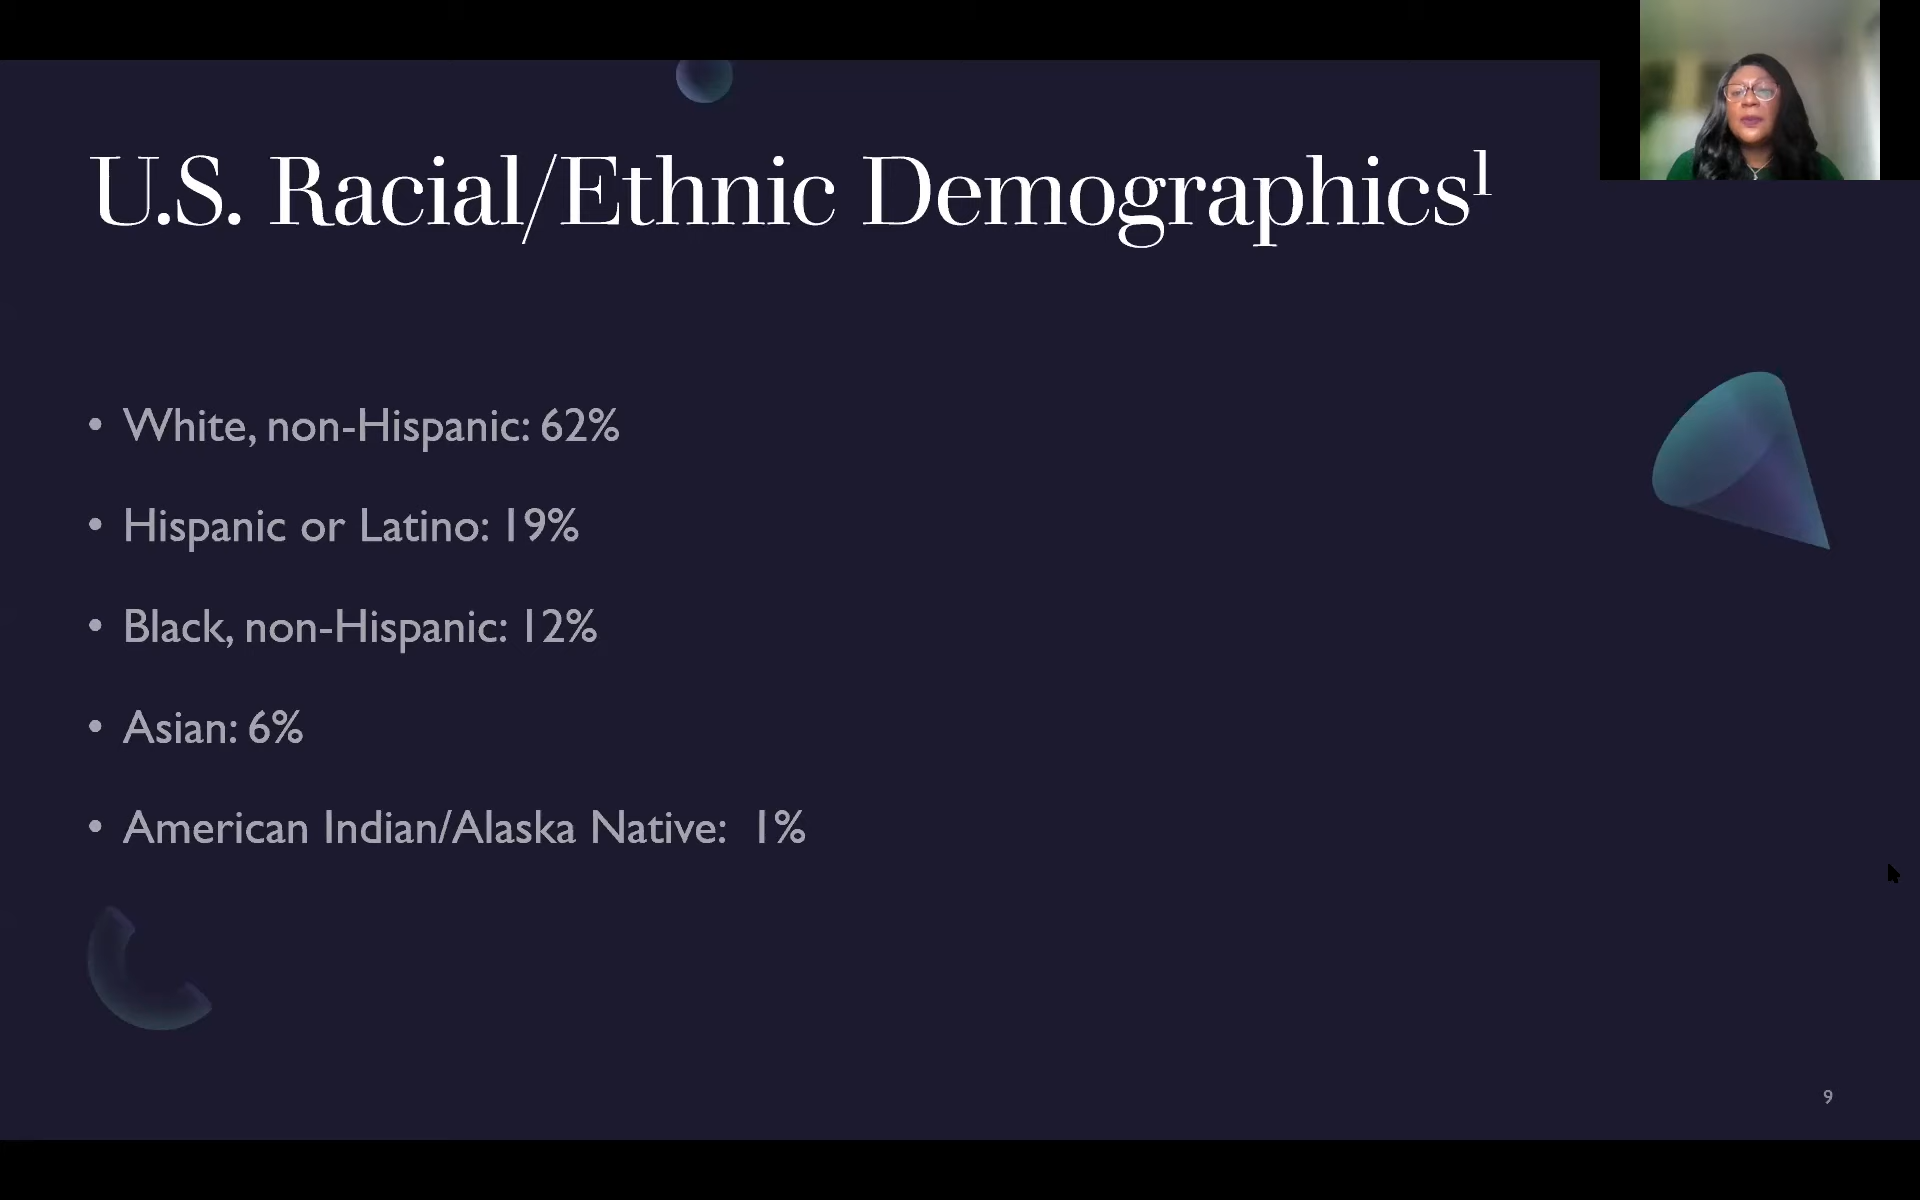 U.S. Racial/Ethnic Demographics¹
• White, non-Hispanic: 62%
• Hispanic or Latino: 19%
• Black, non-Hispanic: 12%
• Asian: 6%
• American Indian/Alaska Native:  1%
9